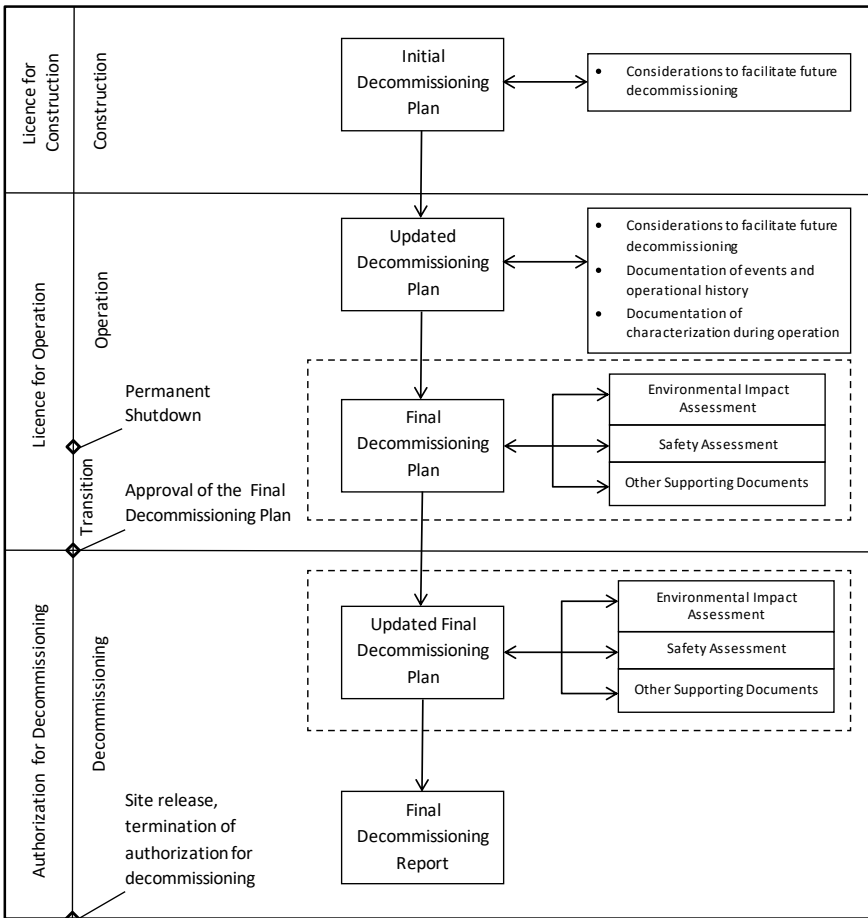 Licence for
Construction
Construction
Initial
Decommissioning
Plan
• Considerations to facilitate future
decommissioning
Licence for Operation
Operation
Updated
Decommissioning
Plan
• Considerations to facilitate future
decommissioning
• Documentation of events and
operational history
• Documentation of
characterization during operation
Permanent
Shutdown
Final
Decommissioning
Plan
Environmental Impact
Assessment
Safety Assessment
Other Supporting Documents
Transition
Approval of the Final
Decommissioning Plan
Authorization for Decommissioning
Decommissioning
Updated Final
Decommissioning
Plan
Environmental Impact
Assessment
Safety Assessment
Other Supporting Documents
Site release,
termination of
authorization for
decommissioning
Final
Decommissioning
Report